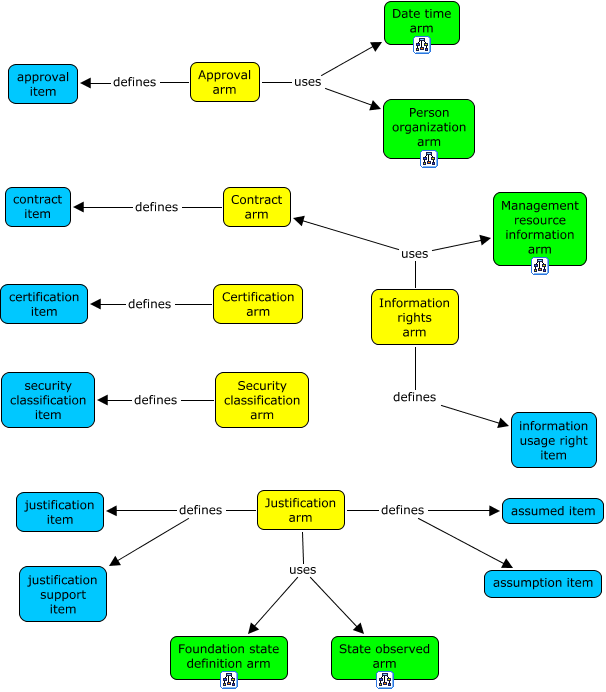 Date time
arm
approval
item
defines
Approval
arm
uses
Person
organization
arm
contract
item
defines
Contract
arm
Management
resource
information
arm
uses
certification
item
defines
Certification
arm
Information
rights
arm
security
classification
item
defines
Security
classification
arm
defines
information
usage right
item
justification
item
defines
Justification
arm
defines
assumed item
justification
support
item
uses
assumption item
Foundation state
definition arm
State observed
arm